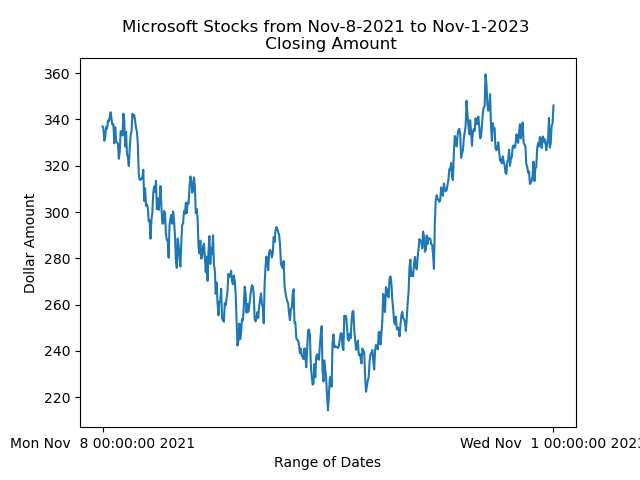 Microsoft Stocks from Nov-8-2021 to Nov-1-2023
Closing Amount
360
340
320
300
280
260
240
220
Dollar Amount
Mon Nov  8 00:00:00 2021
Wed Nov  1 00:00:00 202
Range of Dates